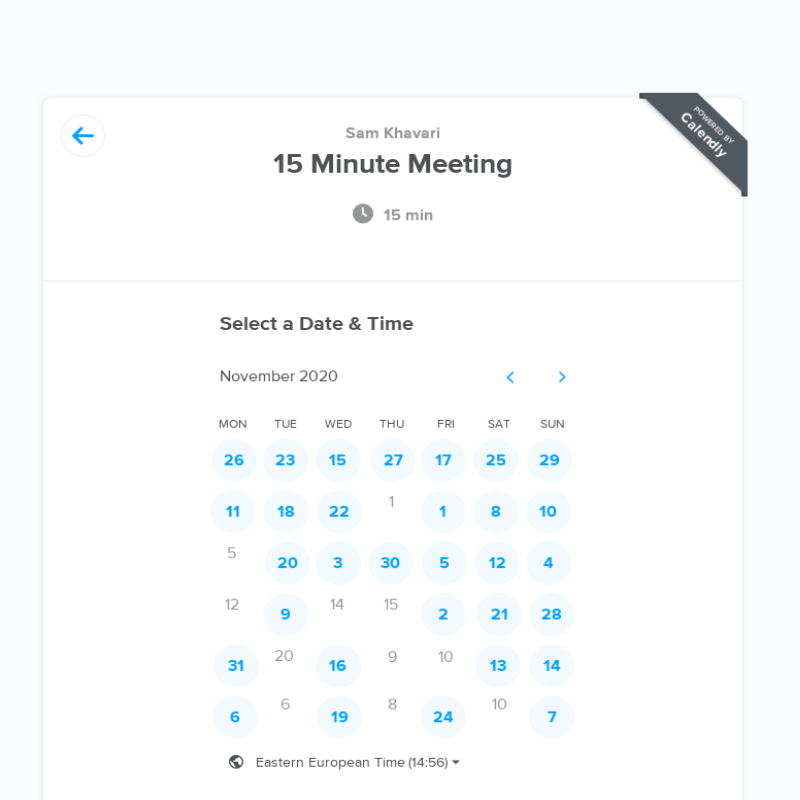 POWERED BY
Calendly
Sam Khavari
15 Minute Meeting
15 min
Select a Date & Time
November 2020
MON TUE WED THU FRI SAT SUN
26 23 15 27 17 25 29
11 18 22 1 1 8 10
5 20 3 30 5 12 4
12 9 14 15 2 21 28
31 20 16 9 10 13 14
6 6 19 8 24 10 7
Eastern European Time (14:56)